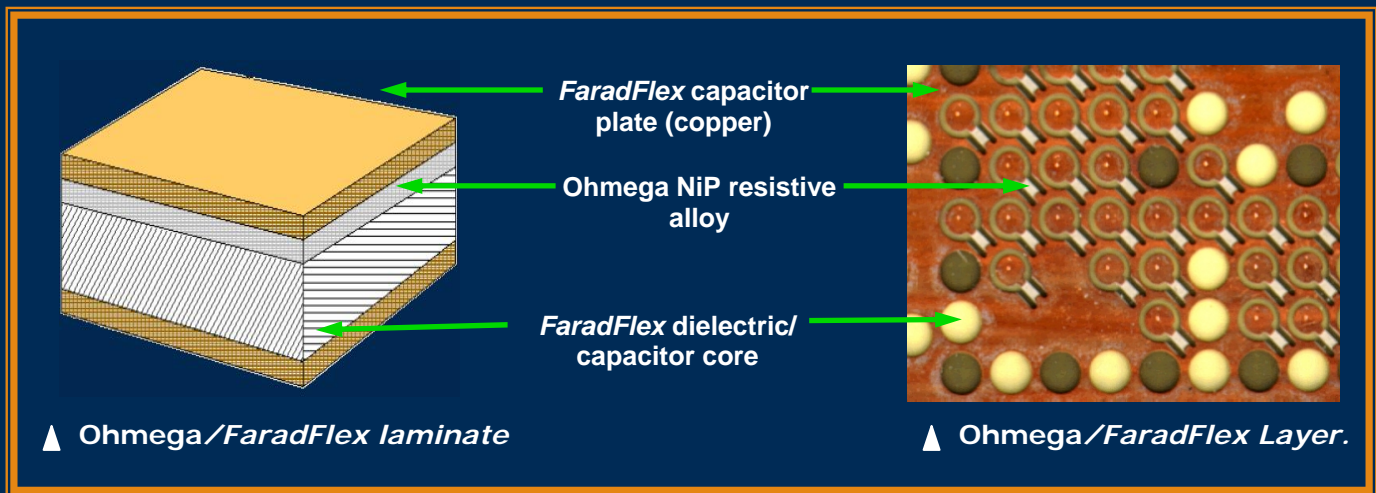 FaradFlex capacitor
plate (copper)
Ohmega NiP resistive
alloy
FaradFlex dielectric/
capacitor core
Ohmega/FaradFlex laminate
Ohmega/FaradFlex Layer.